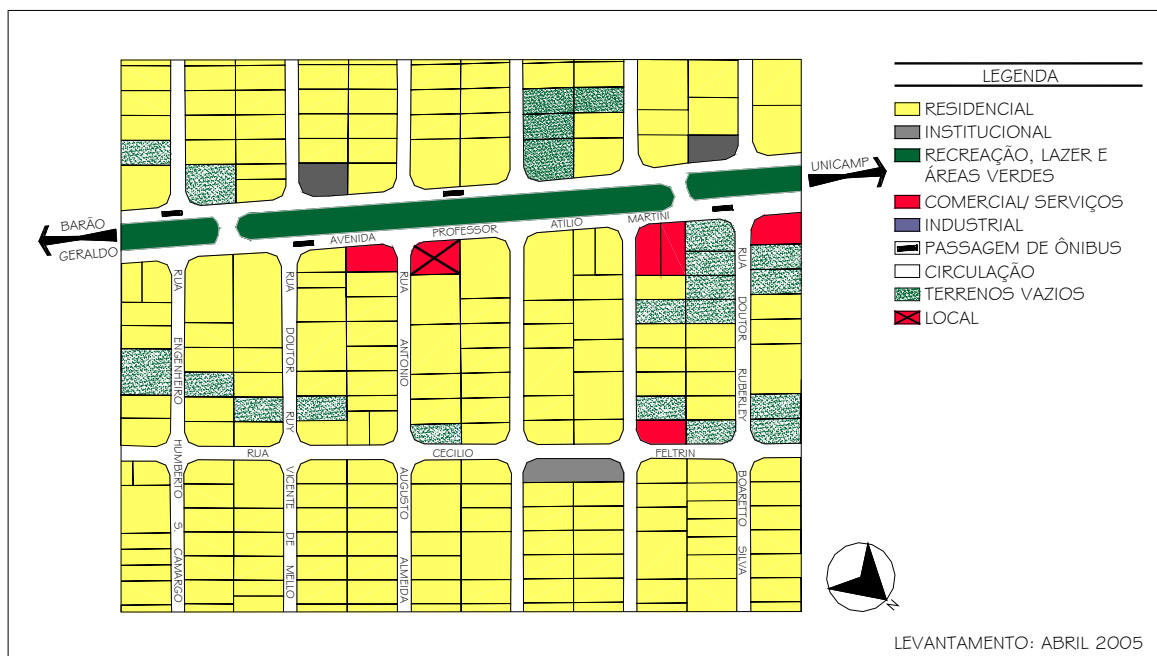 LEGENDA
RESIDENCIAL
INSTITUCIONAL
RECREAÇÃO, LAZER E
ÁREAS VERDES
COMERCIAL/ SERVIÇOS
INDUSTRIAL
PASSAGEM DE ÔNIBUS
CIRCULAÇÃO
TERRENOS VAZIOS
LOCAL
UNICAMP
BARÃO
GERALDO
AVENIDA PROFESSOR ATILIO MARTINI
RUA ENGENHEIRO HUMBERTO S. CAMARGO
RUA DOUTOR RUY VICENTE DE MELLO
RUA ANTONIO AUGUSTO ALMEIDA
RUA DOUTOR RUBERLEY BOARETTO SILVA
RUA CECILIO FELTRIN
N
LEVANTAMENTO: ABRIL 2005